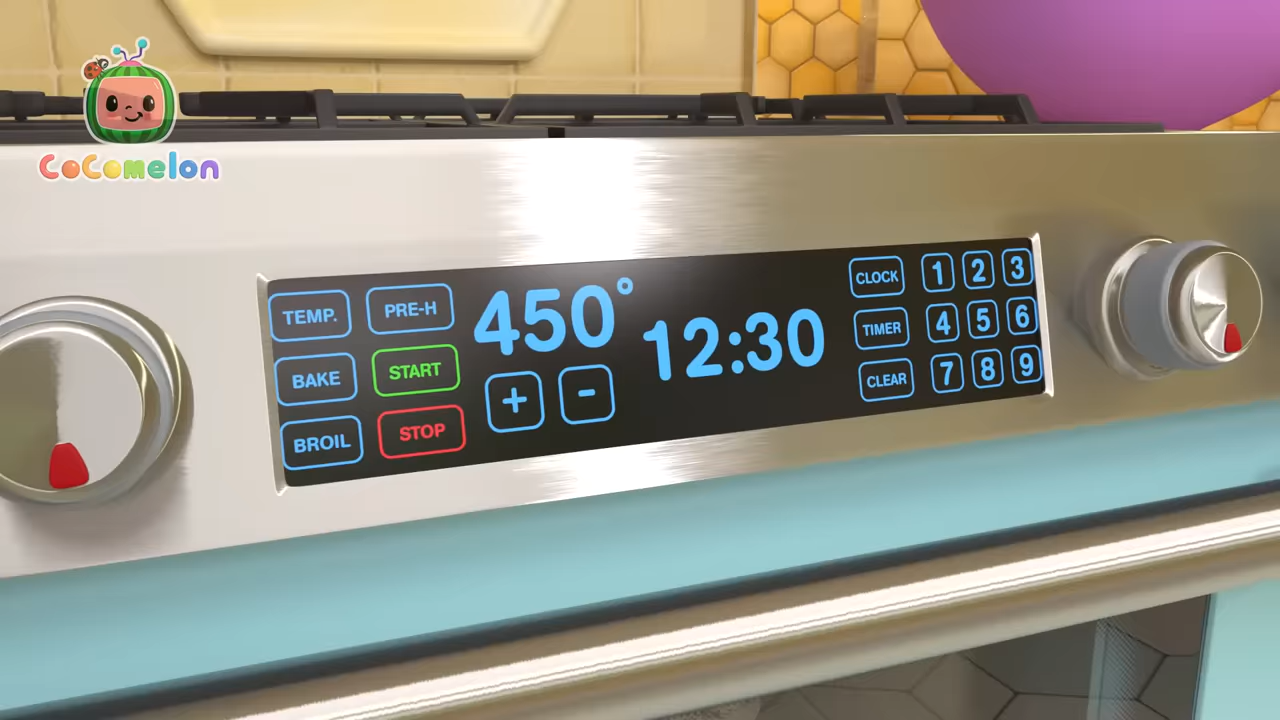 CoComelon
TEMP. PRE-H 450°
BAKE START + -
BROIL STOP
12:30
CLOCK 1 2 3
TIMER 4 5 6
CLEAR 7 8 9